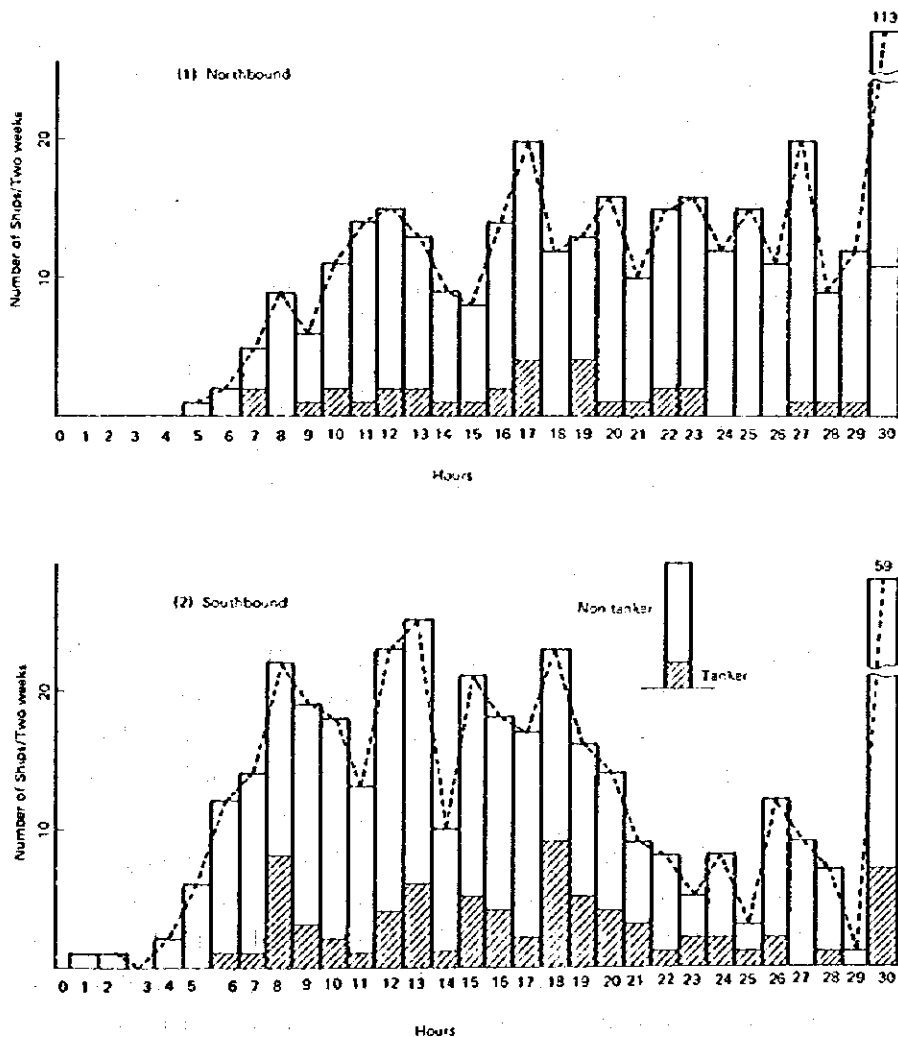 113
(1) Northbound
Number of Ships/Two weeks
20
10
0 1 2 3 4 5 6 7 8 9 10 11 12 13 14 15 16 17 18 19 20 21 22 23 24 25 26 27 28 29 30
Hours
59
(2) Southbound
Non tanker
Tanker
Number of Ships/Two weeks
20
10
0 1 2 3 4 5 6 7 8 9 10 11 12 13 14 15 16 17 18 19 20 21 22 23 24 25 26 27 28 29 30
Hours